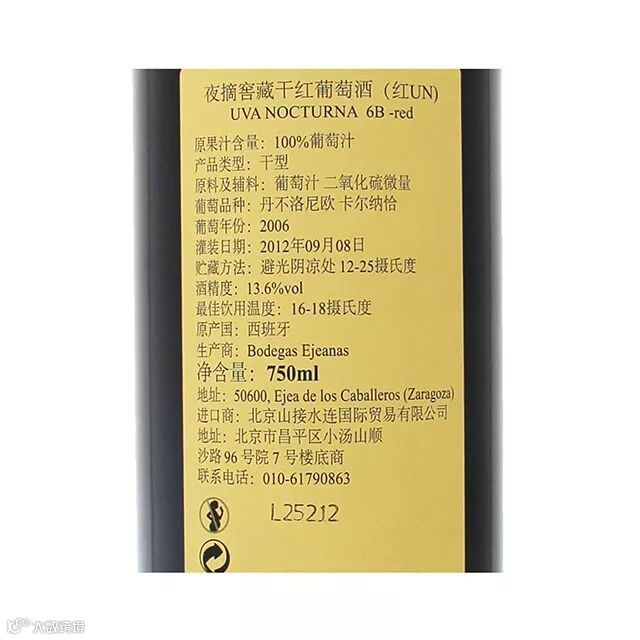 夜摘窖藏干红葡萄酒（红UN)
UVA NOCTURNA 6B -red
原果汁含量：100%葡萄汁
产品类型：干型
原料及辅料：葡萄汁 二氧化硫微量
葡萄品种：丹不洛尼欧 卡尔纳恰
葡萄年份：2006
灌装日期：2012年09月08日
贮藏方法：避光阴凉处 12-25摄氏度
酒精度：13.6%vol
最佳饮用温度：16-18摄氏度
原产国：西班牙
生产商：Bodegas Ejeanas
净含量：750ml
地址：50600, Ejea de los Caballeros (Zaragoza)
进口商：北京山接水连国际贸易有限公司
地址：北京市昌平区小汤山顺
沙路 96 号院 7 号楼底商
联系电话：010-61790863
L25212
大数跨境